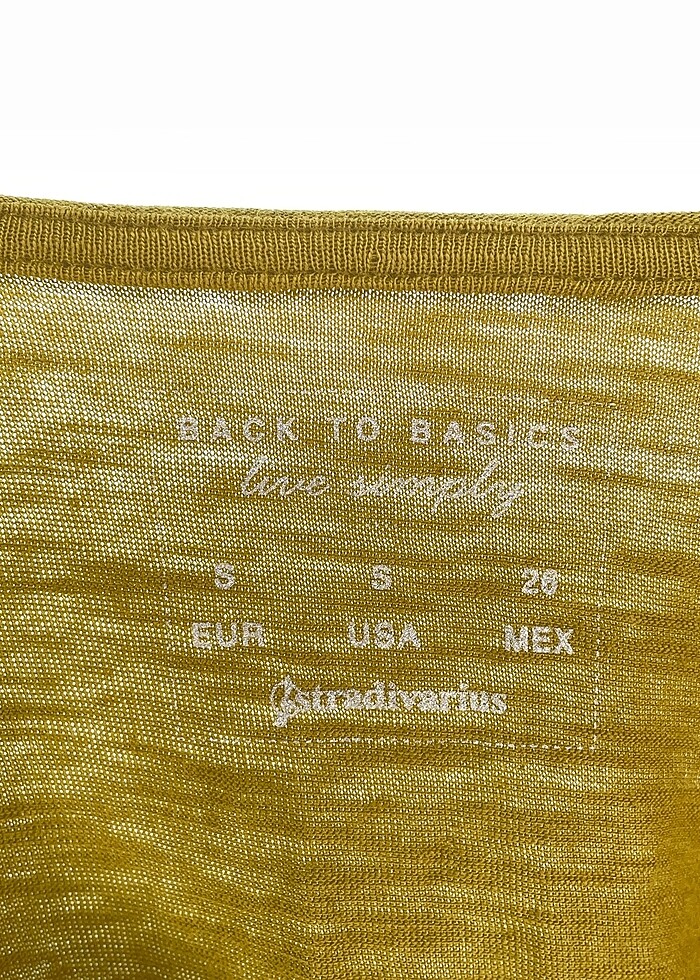 BACK TO BASICS
live simply
S S 26
EUR USA MEX
stradivarius